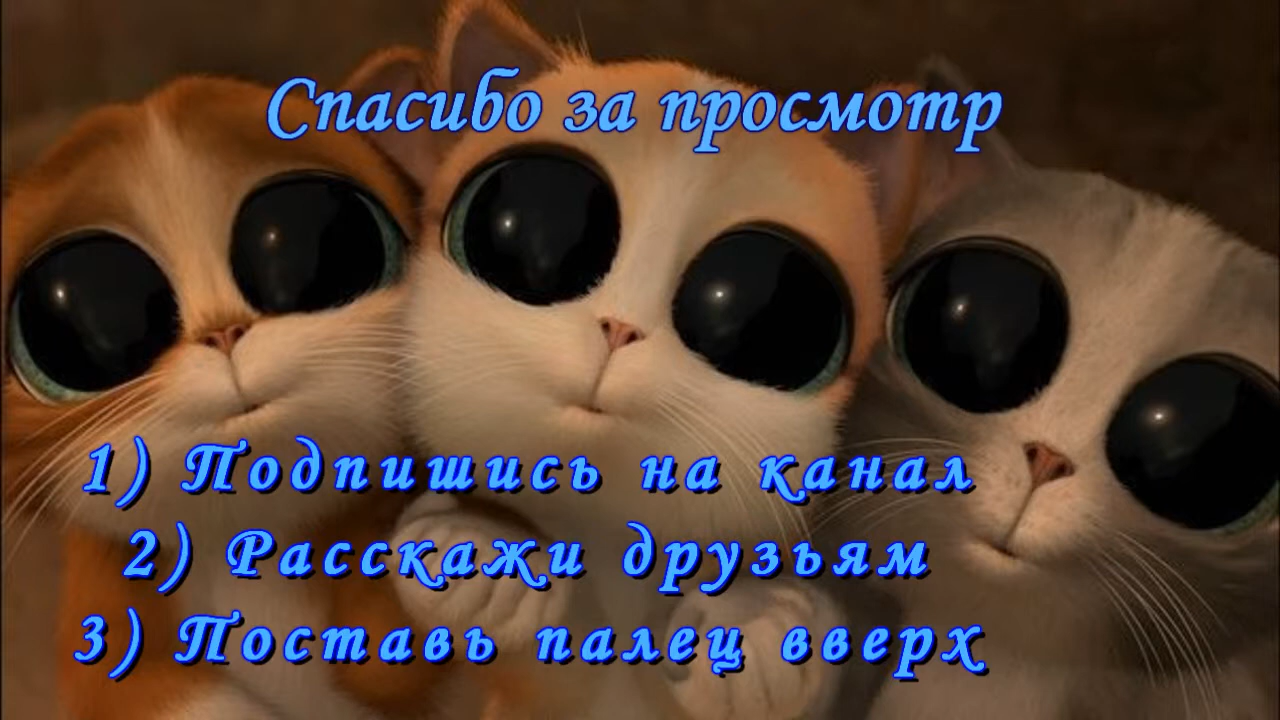 Спасибо за просмотр
1) Подпишись на канал
2) Расскажи друзьям
3) Поставь палец вверх